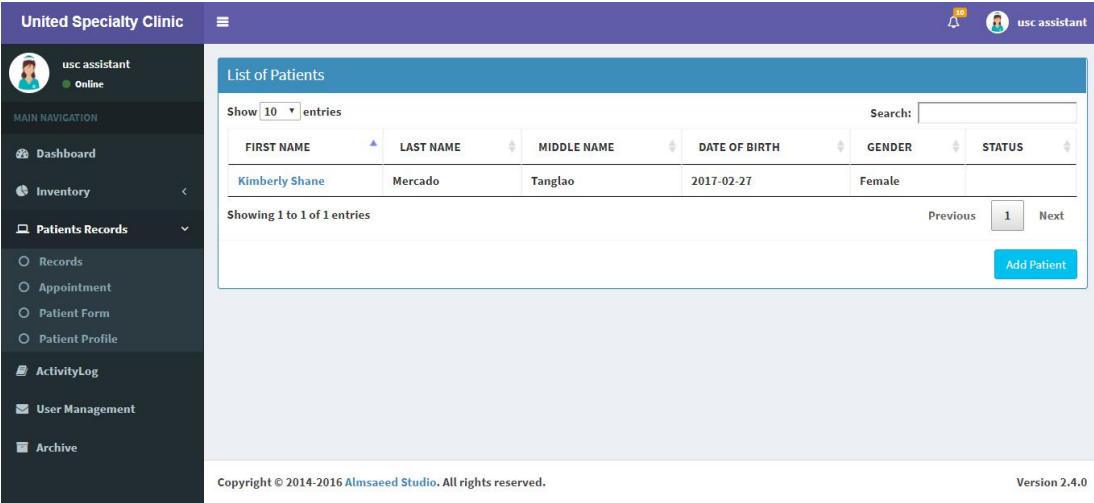 United Specialty Clinic
10
usc assistant
usc assistant
Online
MAIN NAVIGATION
Dashboard
Inventory
Patients Records
Records
Appointment
Patient Form
Patient Profile
ActivityLog
User Management
Archive
List of Patients
Show 10 entries
Search:
FIRST NAME LAST NAME MIDDLE NAME DATE OF BIRTH GENDER STATUS
Kimberly Shane Mercado Tanglao 2017-02-27 Female
Showing 1 to 1 of 1 entries
Previous 1 Next
Add Patient
Copyright © 2014-2016 Almsaeed Studio. All rights reserved.
Version 2.4.0